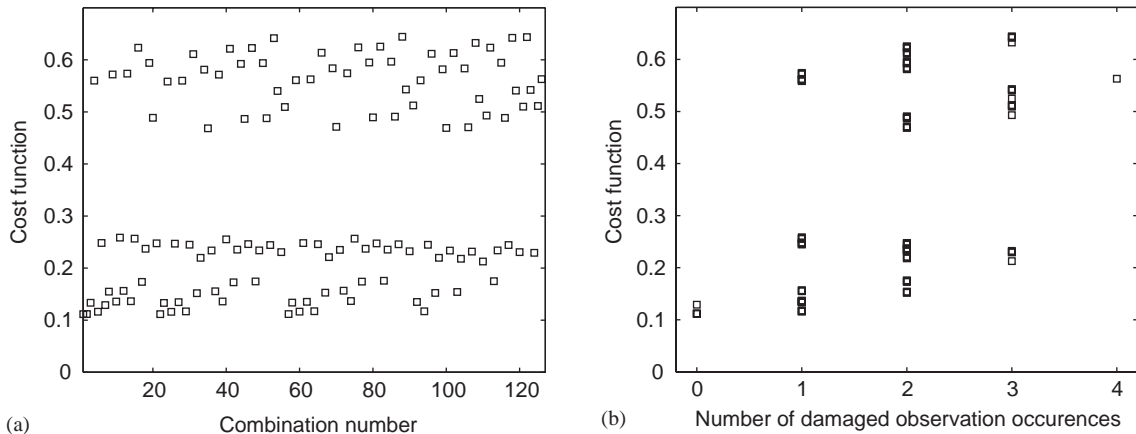 0.6
0.5
0.4
0.3
0.2
0.1
0
Cost function
20 40 60 80 100 120
Combination number
(a)
0.6
0.5
0.4
0.3
0.2
0.1
0
Cost function
0 1 2 3 4
Number of damaged observation occurences
(b)